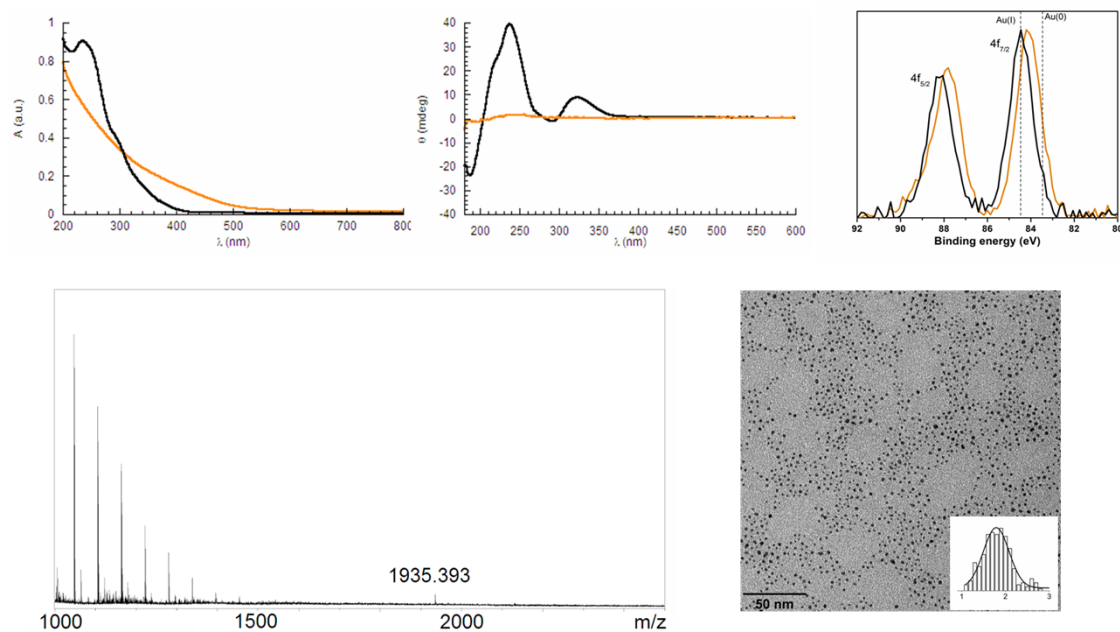 A (a.u.)
1
0.8
0.6
0.4
0.2
0
200 300 400 500 600 700 800
λ (nm)
θ (mdeg)
40
30
20
10
0
-10
-20
-30
-40
200 250 300 350 400 450 500 550 600
λ (nm)
Au(I) Au(0)
4f7/2
4f5/2
92 90 88 86 84 82 80
Binding energy (eV)
1935.393
1000 1500 2000 m/z
50 nm
1 2 3